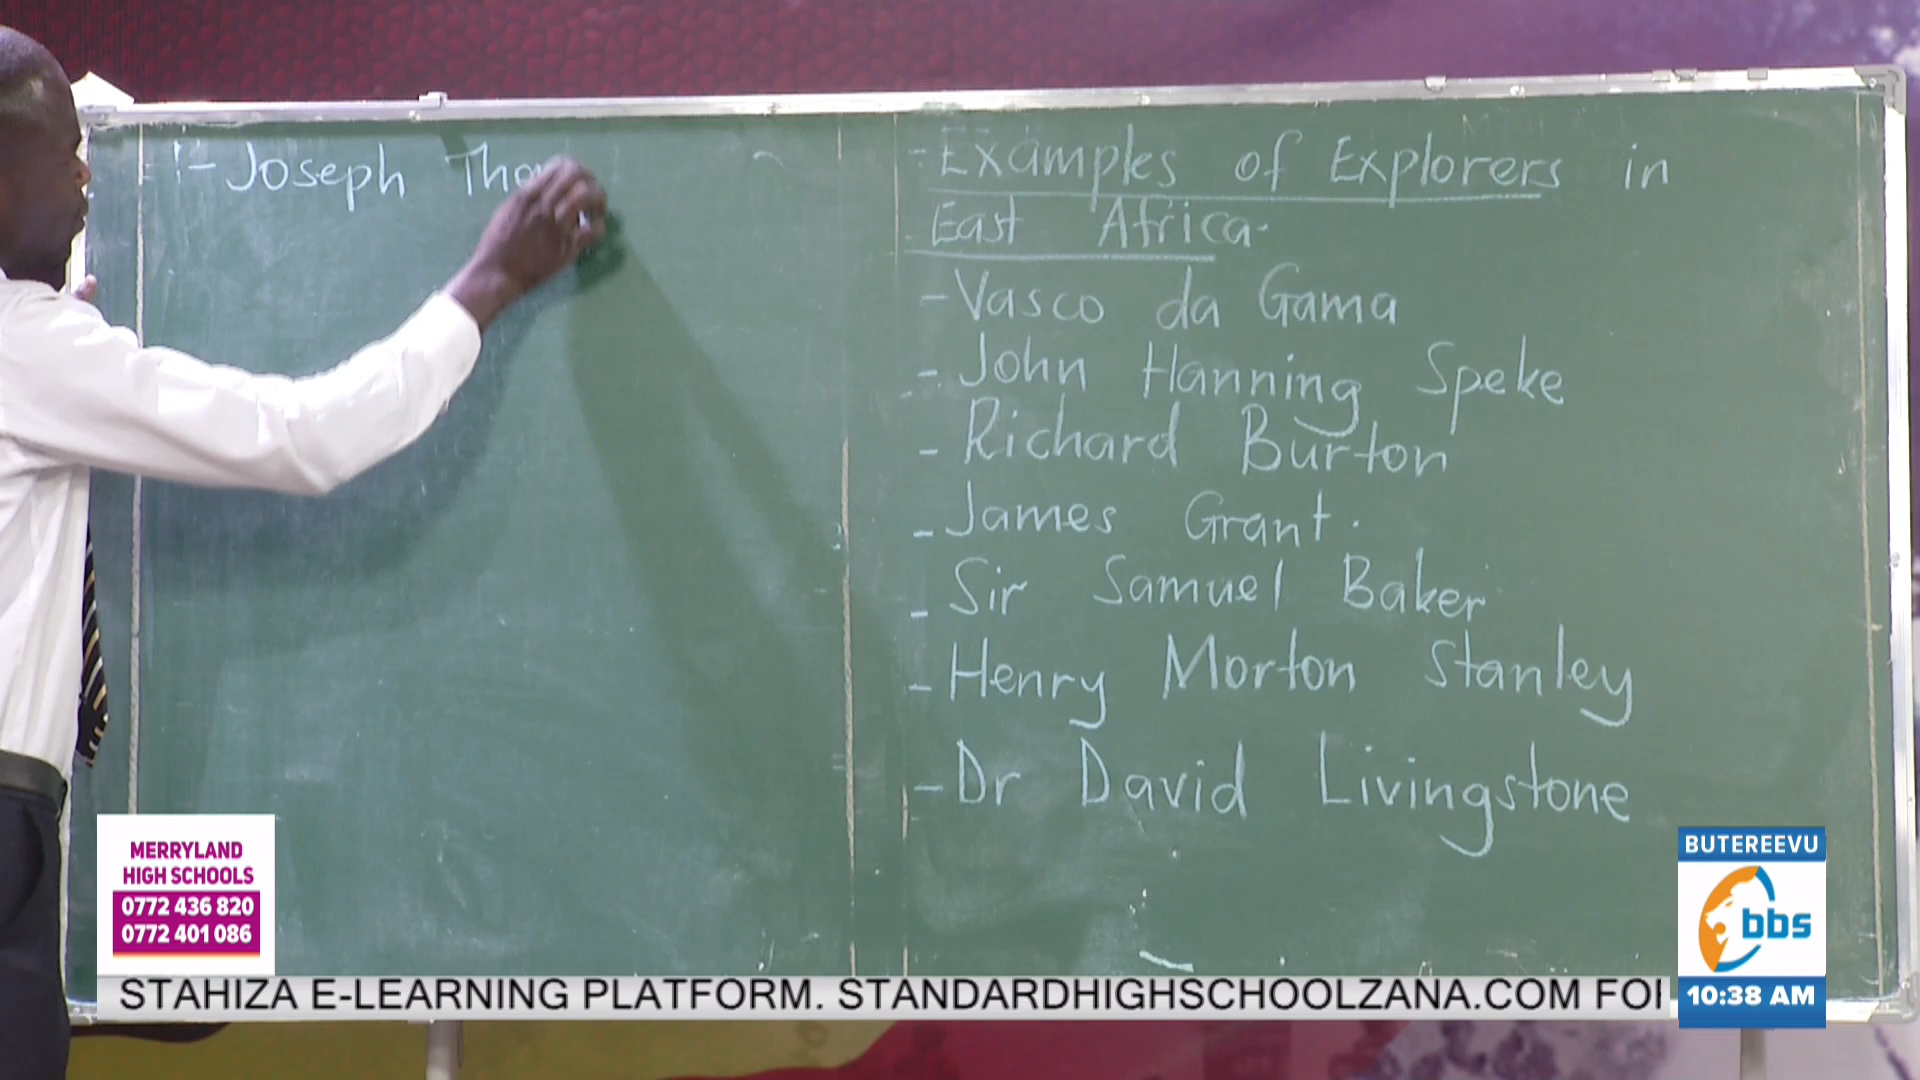 - Joseph Tho
- Examples of Explorers in
East Africa.
- Vasco da Gama
- John Hanning Speke
- Richard Burton
- James Grant.
- Sir Samuel Baker
- Henry Morton Stanley
- Dr David Livingstone
MERRYLAND
HIGH SCHOOLS
0772 436 820
0772 401 086
BUTEREEVU
bbs
10:38 AM
STAHIZA E-LEARNING PLATFORM. STANDARDHIGHSCHOOLZANA.COM FOR